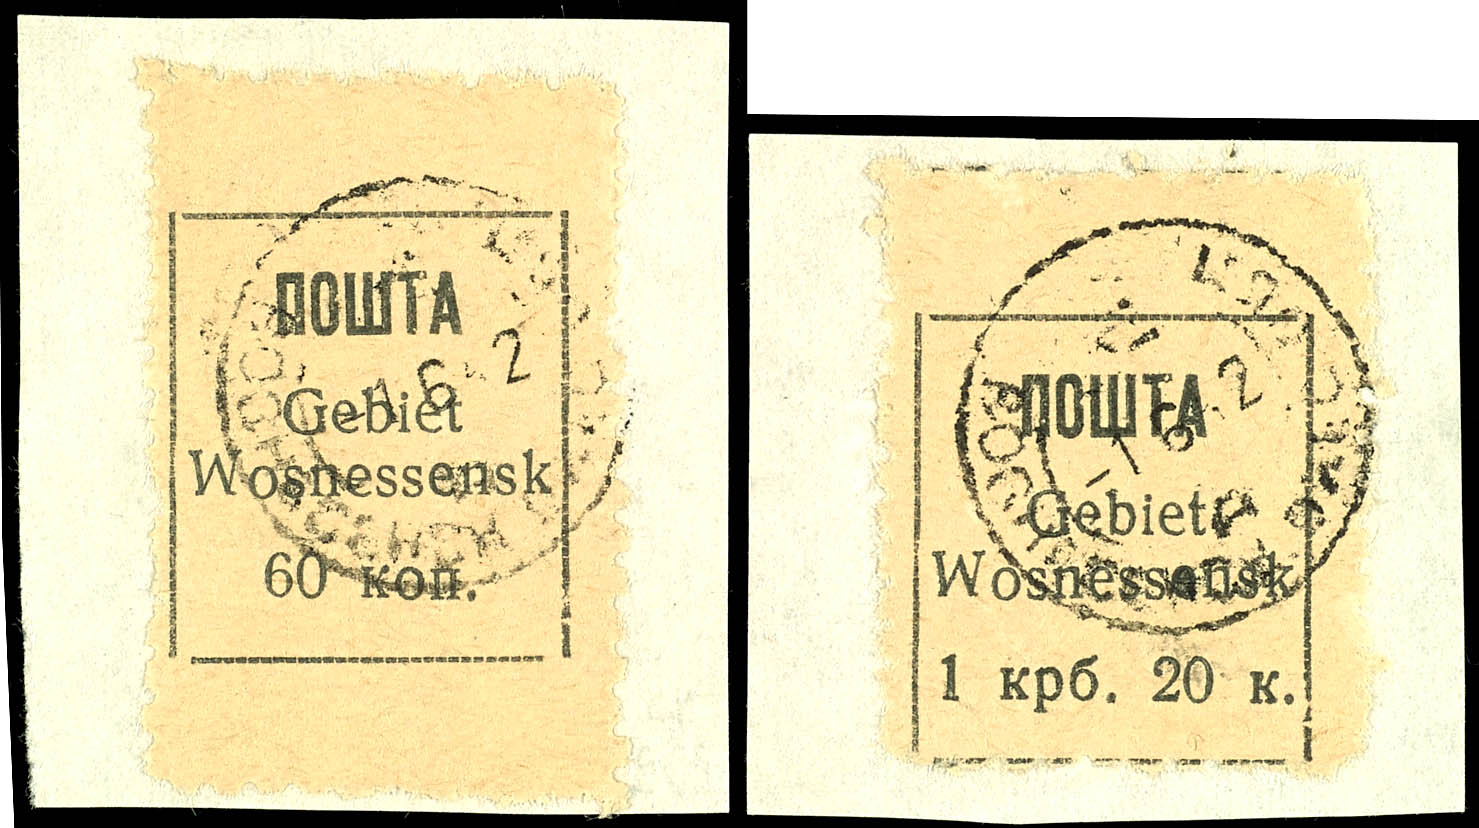 ПОШТА
Gebiet
Wosnessensk
60 коп.
ПОШТА
Gebiet
Wosnessensk
1 крб. 20 к.